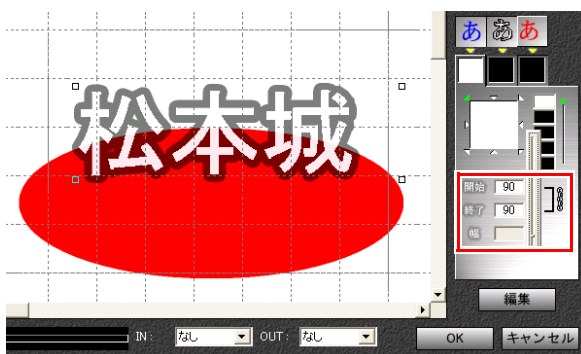 あ あ あ
松本城
開始 90
終了 90
幅
編集
IN: なし OUT: なし
OK キャンセル